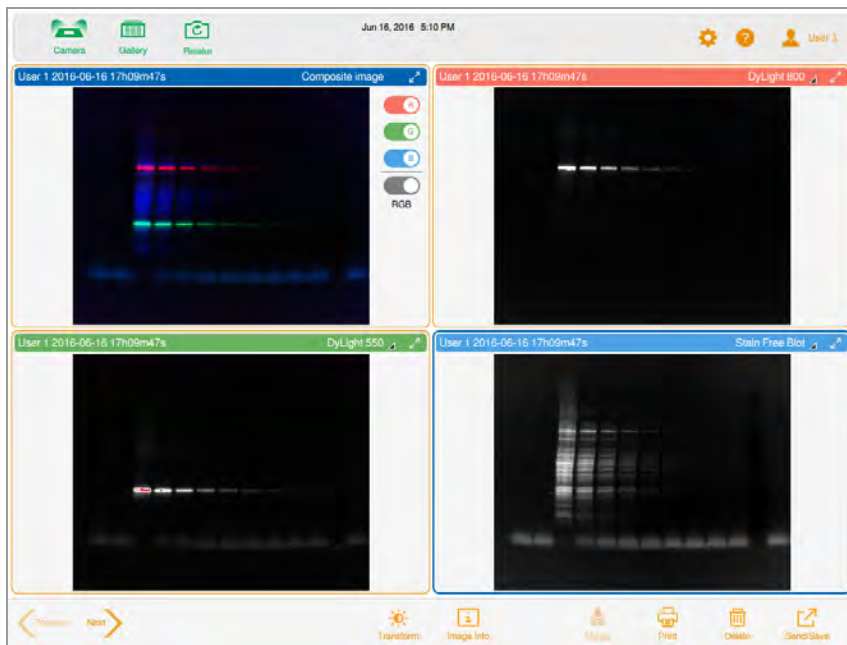 Jun 16, 2016 5:10 PM
Camera
Gallery
User 1
User 1 2016-06-16 17h09m47s
Composite image
R
G
B
RGB
User 1 2016-06-16 17h09m47s
DyLight 800
User 1 2016-06-16 17h09m47s
DyLight 550
User 1 2016-06-16 17h09m47s
Stain Free Blot
Next
Transform
Image Info
Print
Delete
Send/Save